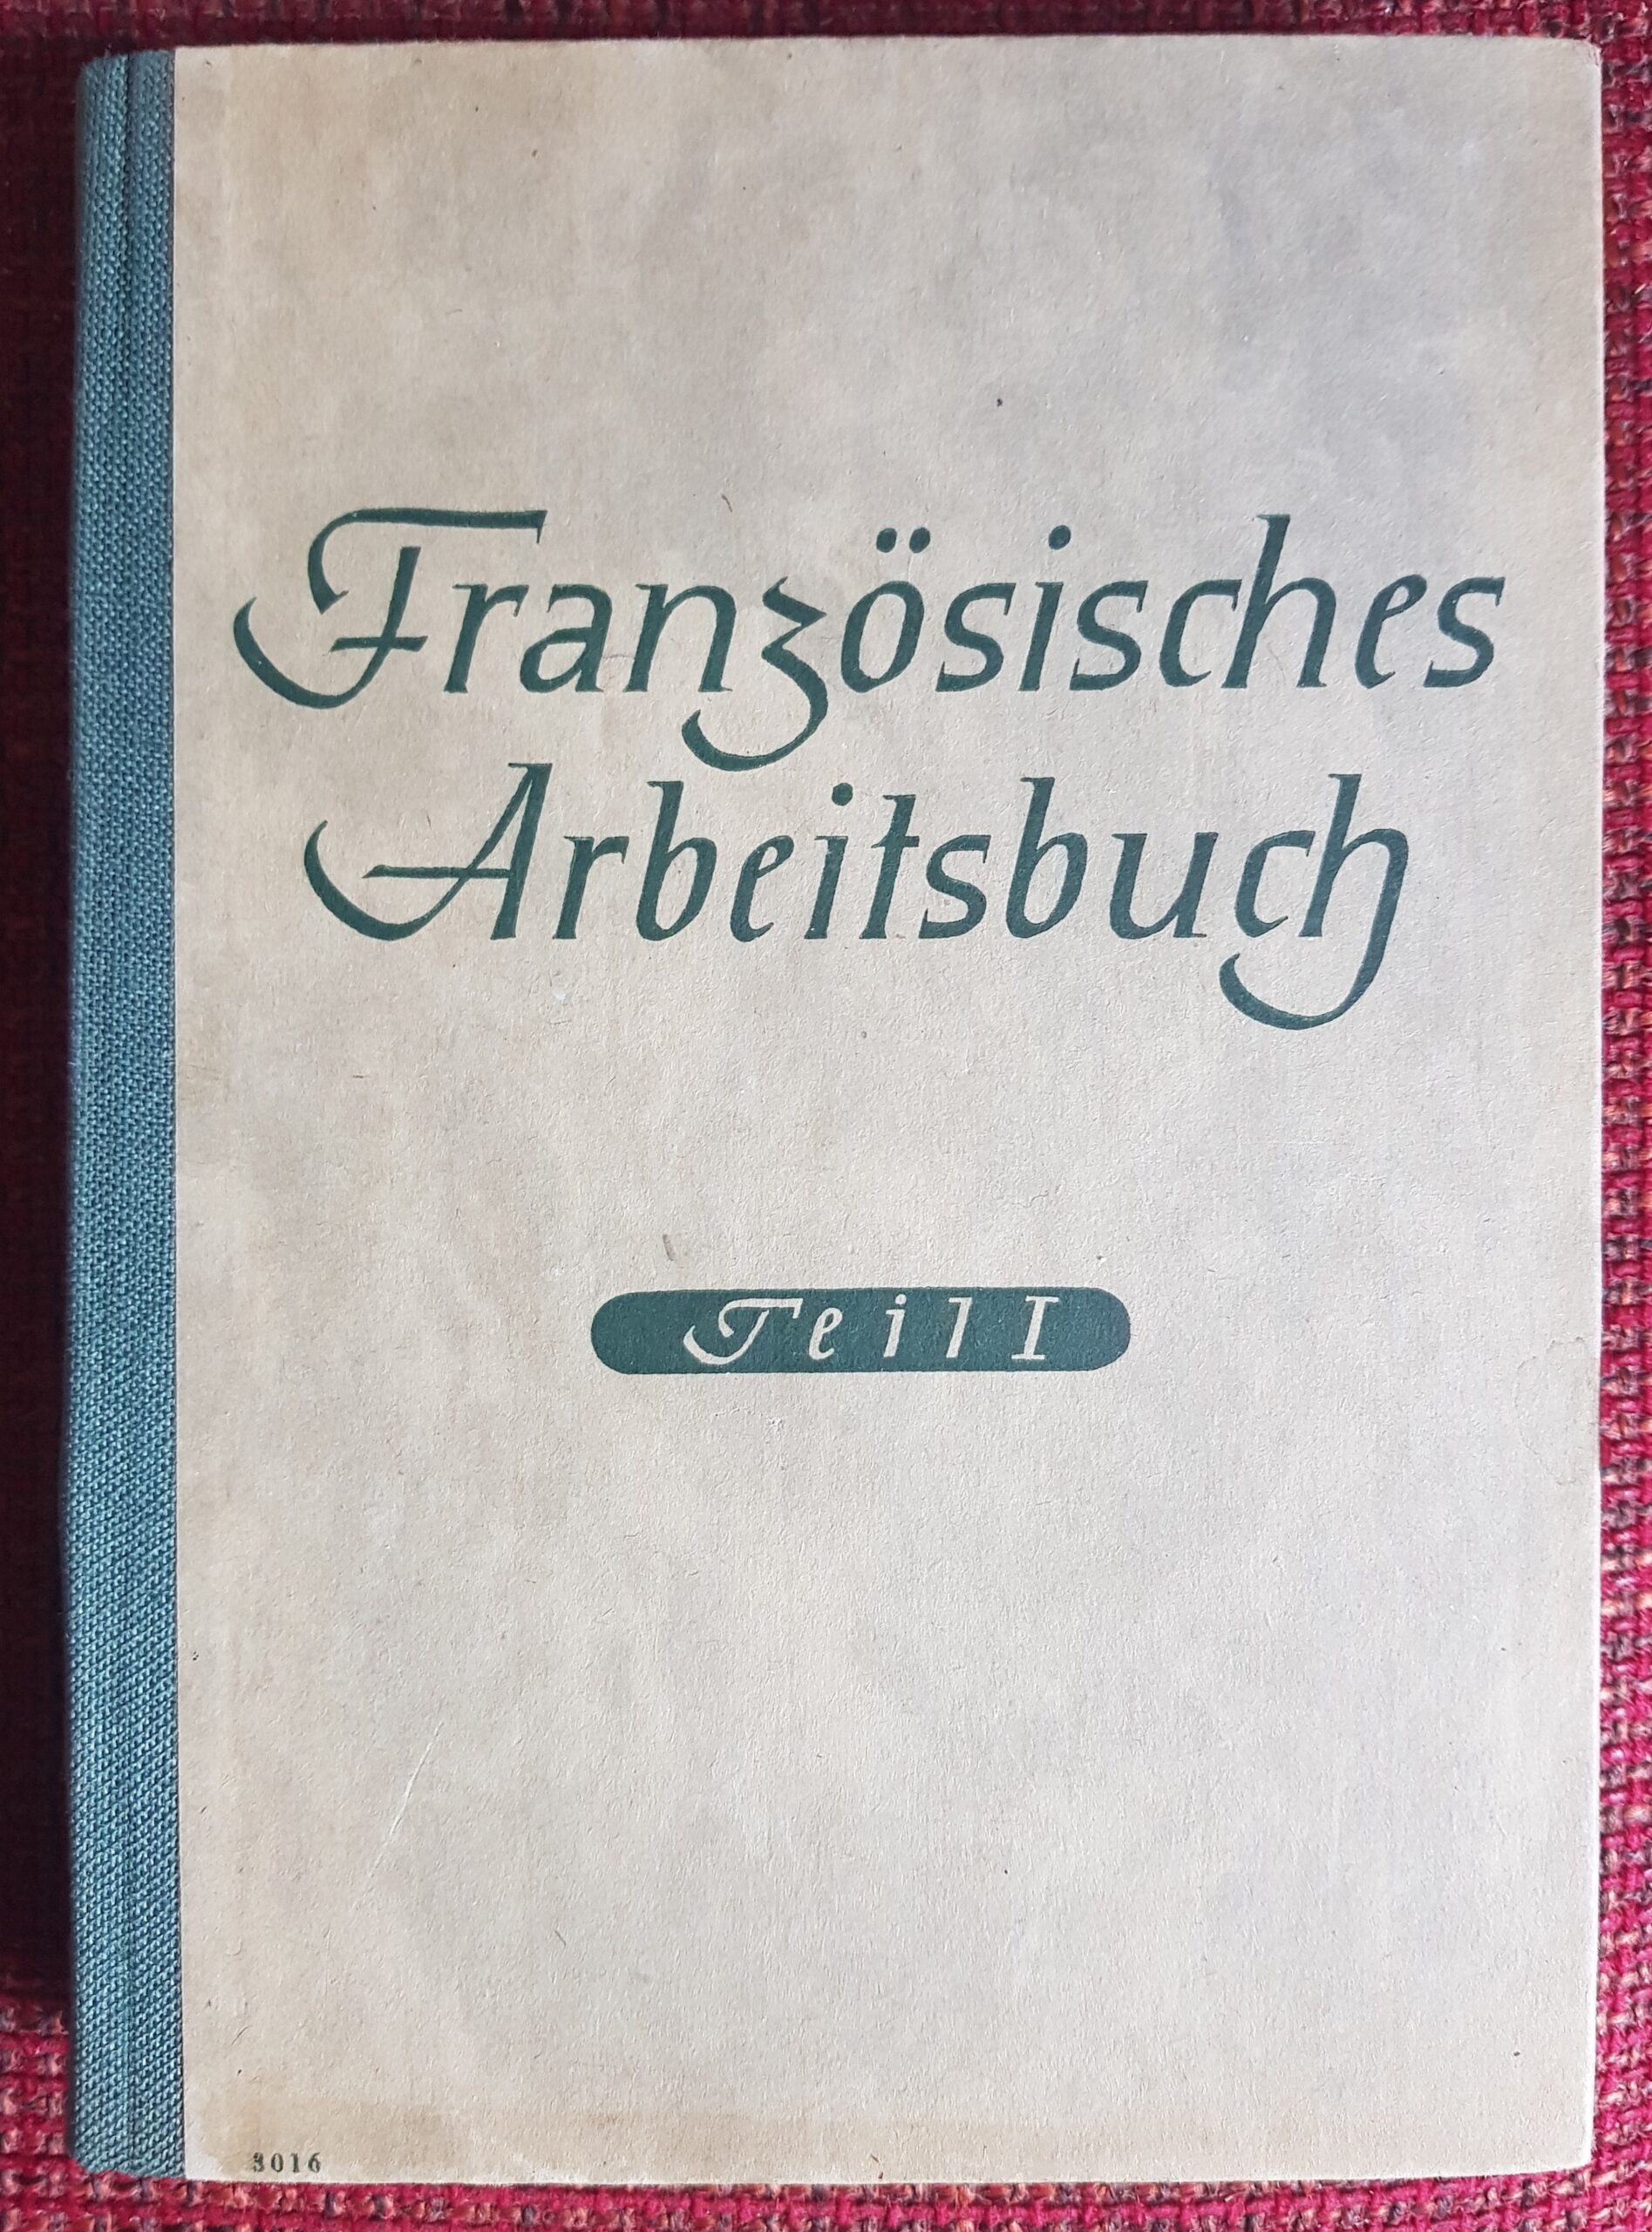 Französisches
Arbeitsbuch
Teil I
3016